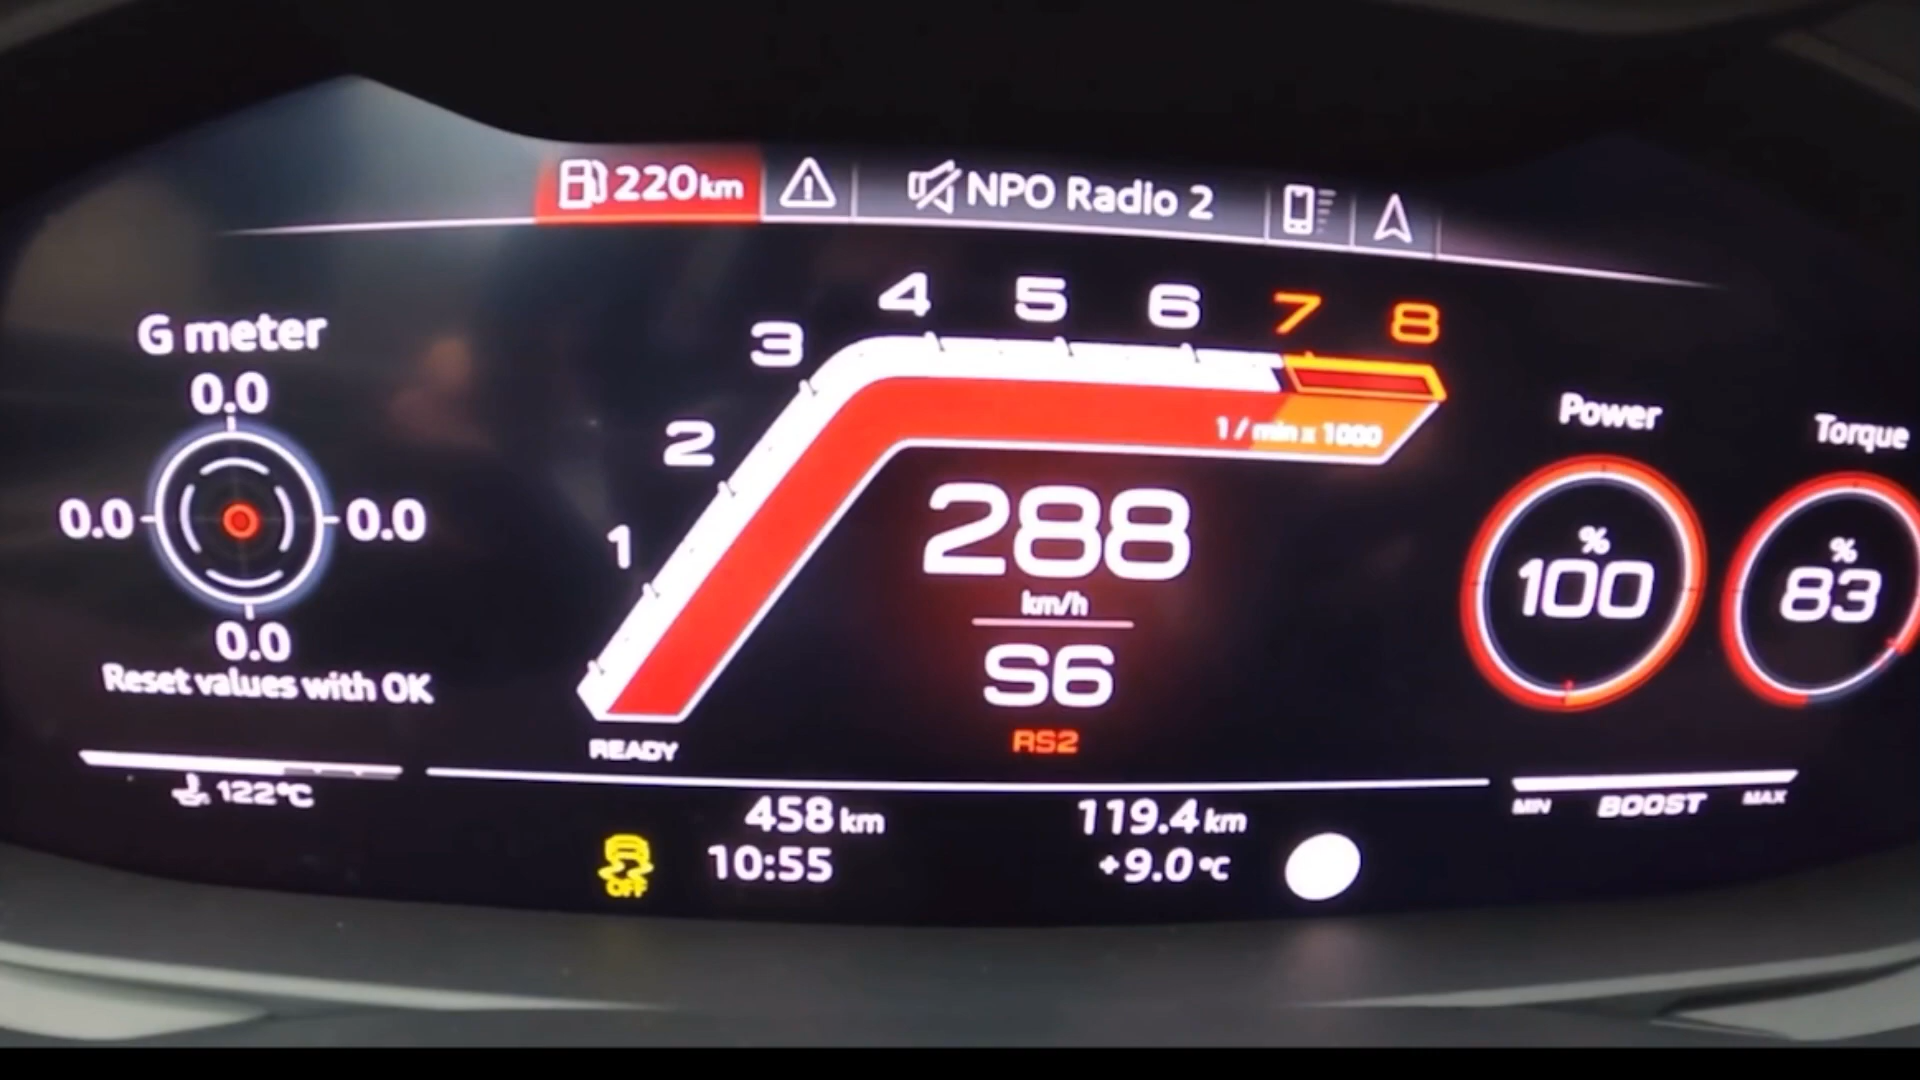 220 km
NPO Radio 2
G meter
0.0
0.0
0.0
0.0
Reset values with OK
122°C
1
2
3
4
5
6
7
8
1 / min x 1000
288
km/h
S6
RS2
READY
Power
%
100
Torque
%
83
MIN BOOST MAX
458 km
119.4 km
OFF
10:55
+9.0 °C